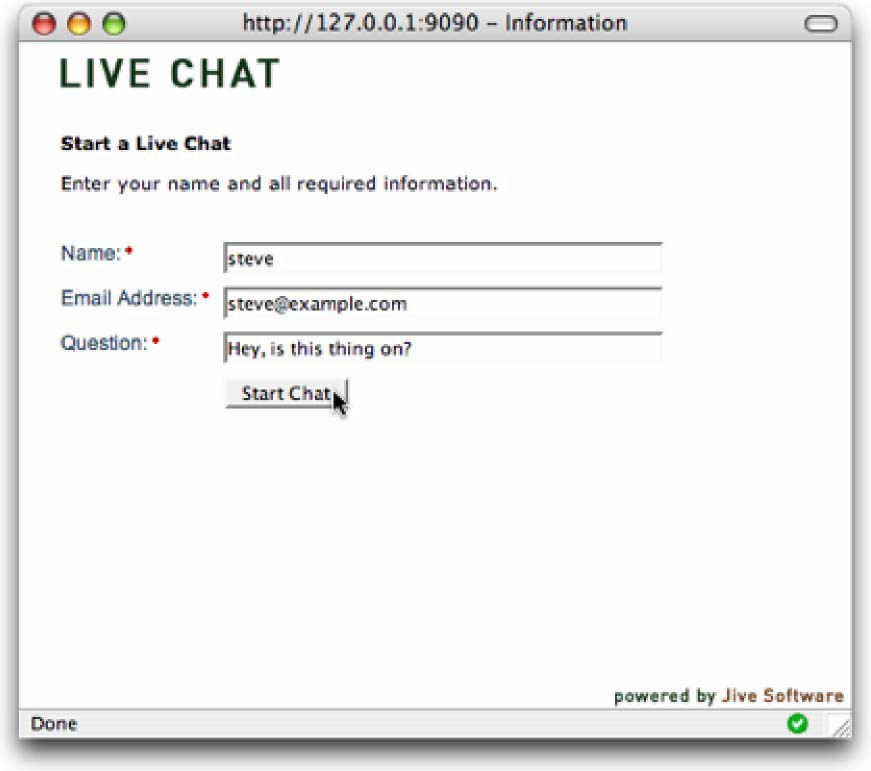 http://127.0.0.1:9090 – Information
LIVE CHAT
Start a Live Chat
Enter your name and all required information.
Name: •
steve
Email Address: •
steve@example.com
Question: •
Hey, is this thing on?
Start Chat
powered by Jive Software
Done